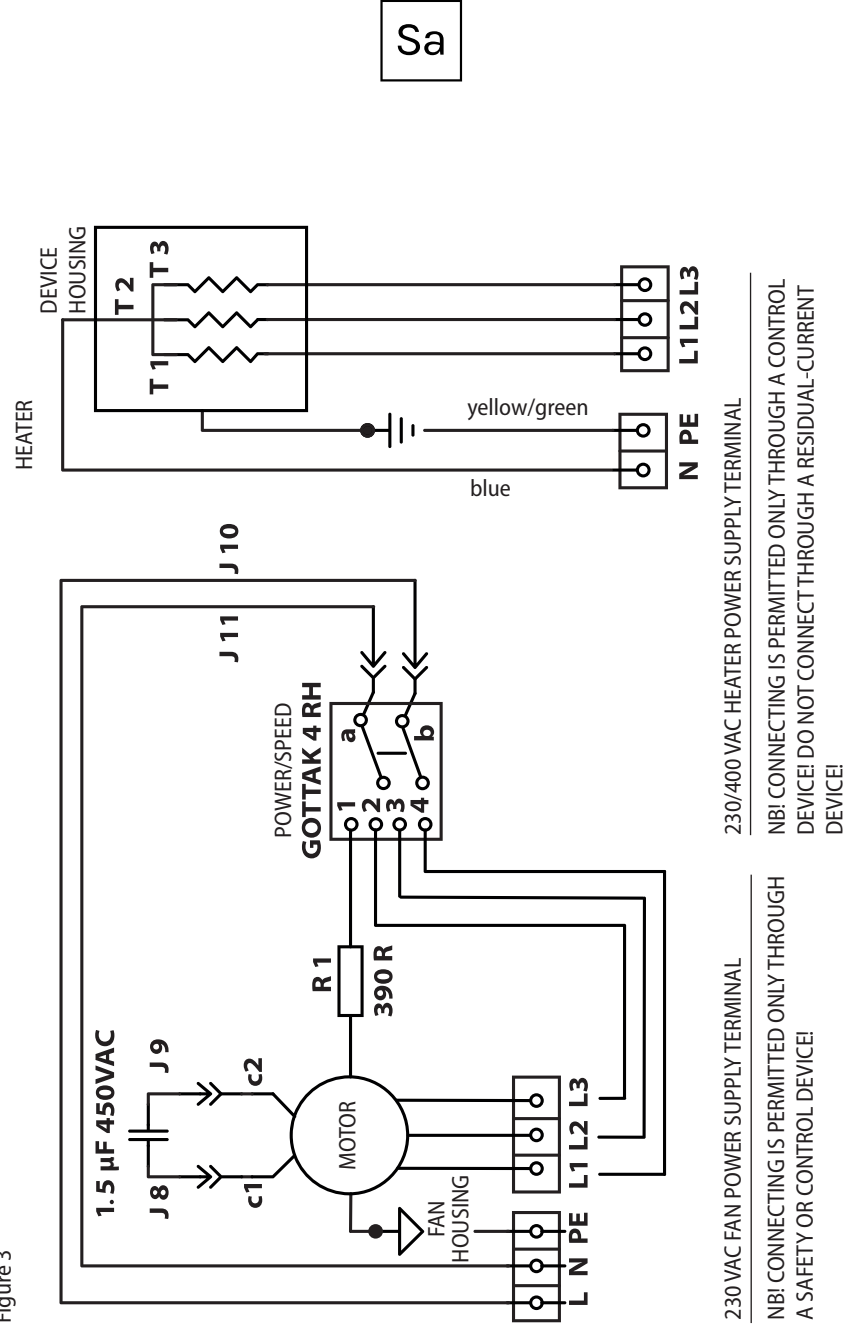 Sa
Figure 3
HEATER
DEVICE
HOUSING
T 1
T 2
T 3
yellow/green
blue
N PE
L1 L2 L3
230/400 VAC HEATER POWER SUPPLY TERMINAL
NB! CONNECTING IS PERMITTED ONLY THROUGH A CONTROL
DEVICE! DO NOT CONNECT THROUGH A RESIDUAL-CURRENT
DEVICE!
J 10
J 11
POWER/SPEED
GOTTAK 4 RH
a
b
1
2
3
4
R 1
390 R
1.5 µF 450VAC
J 8
J 9
c1
c2
MOTOR
FAN
HOUSING
L N PE
L1 L2 L3
230 VAC FAN POWER SUPPLY TERMINAL
NB! CONNECTING IS PERMITTED ONLY THROUGH
A SAFETY OR CONTROL DEVICE!